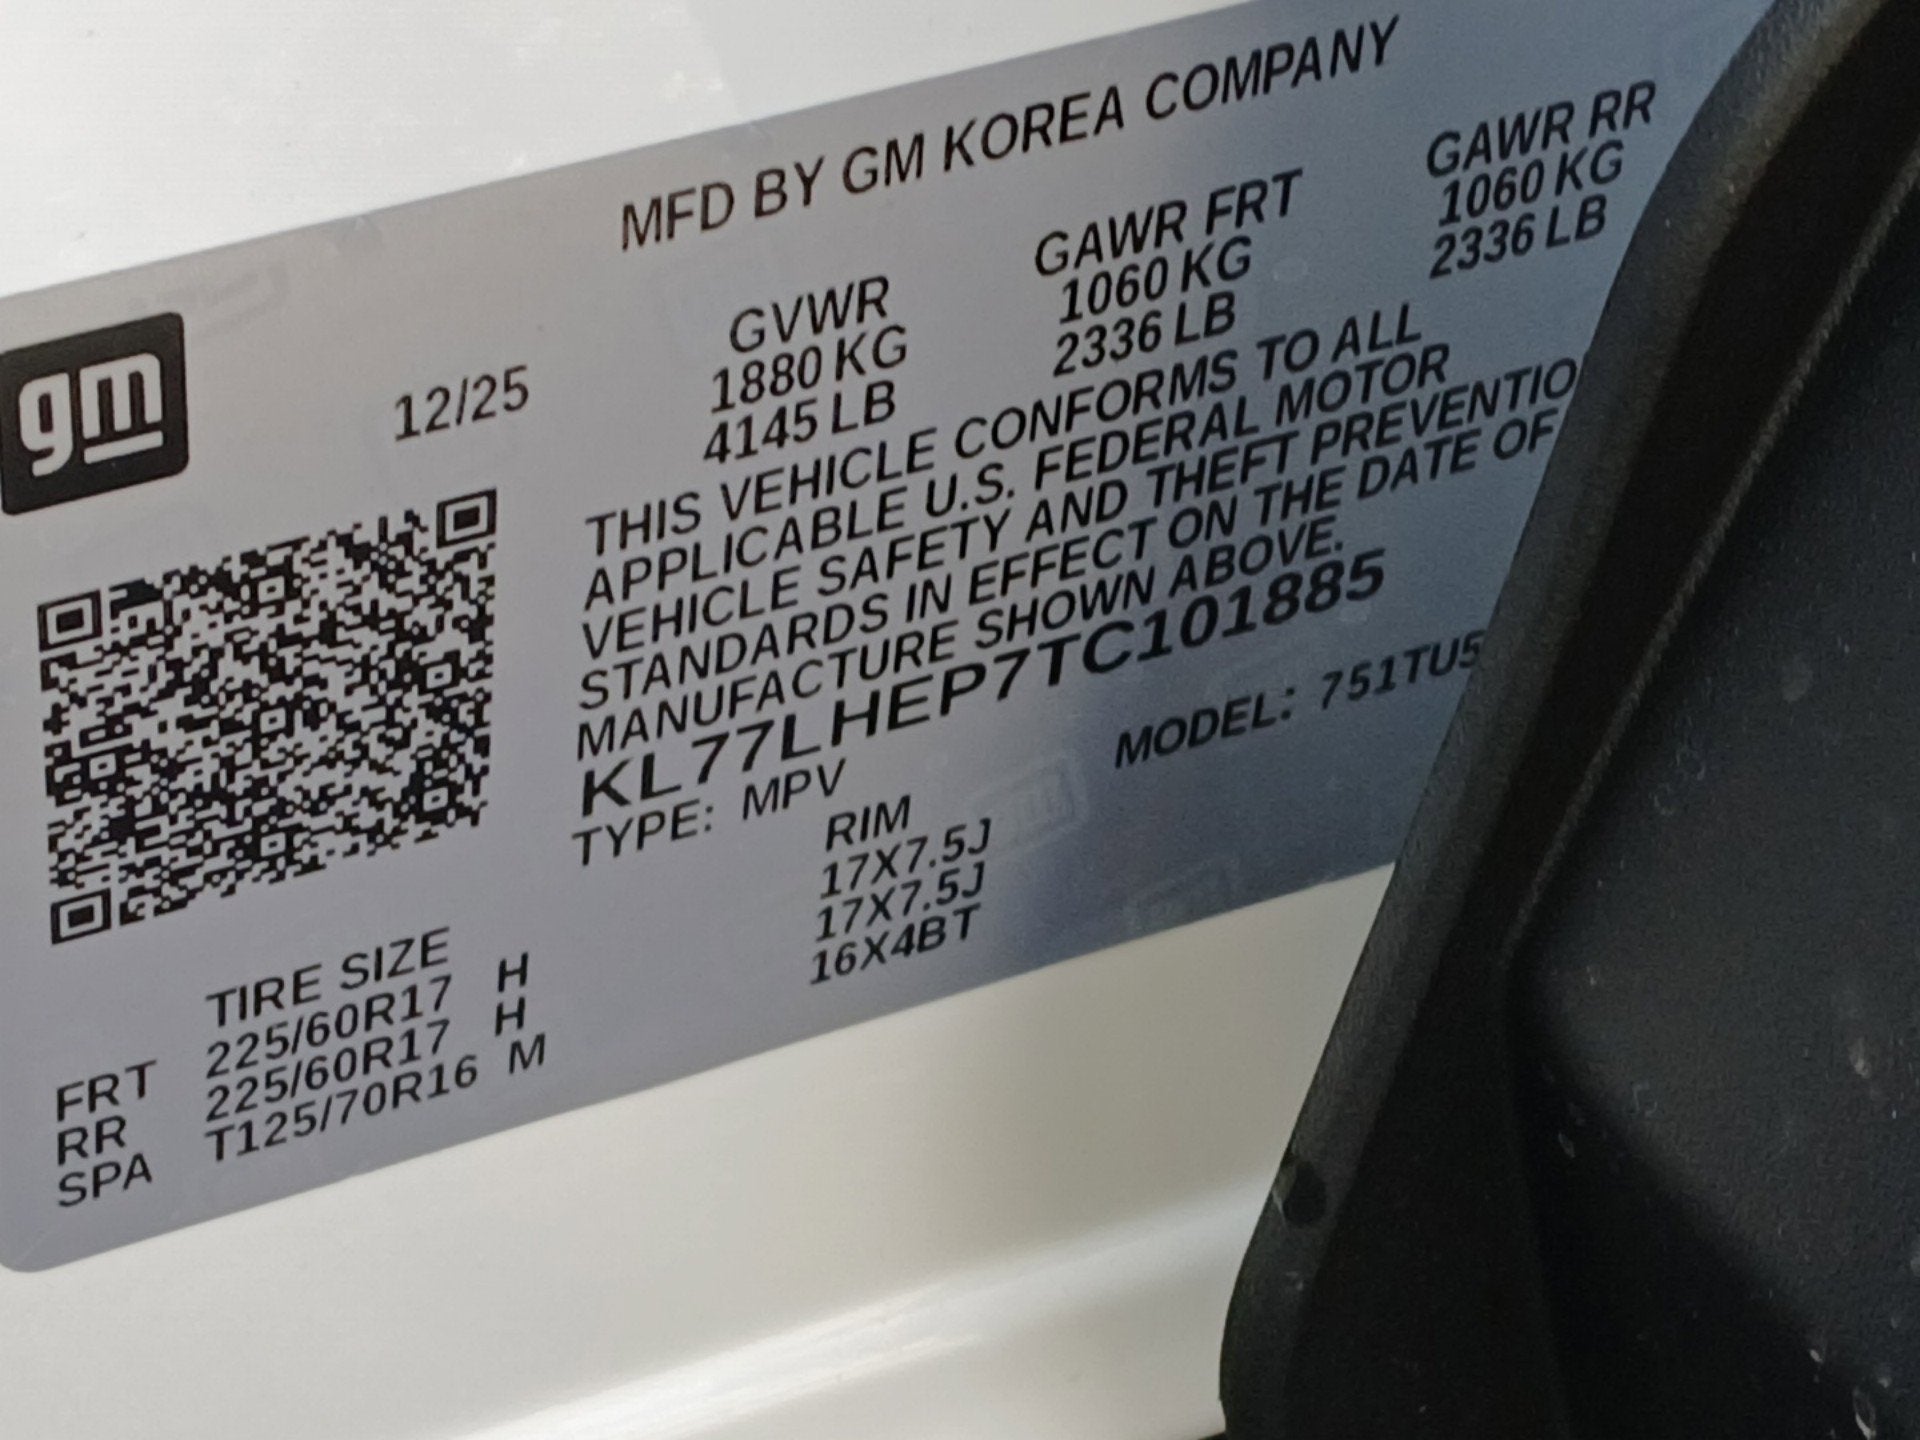 MFD BY GM KOREA COMPANY
gm
12/25
GVWR GAWR FRT GAWR RR
1880 KG 1060 KG 1060 KG
4145 LB 2336 LB 2336 LB
THIS VEHICLE CONFORMS TO ALL
APPLICABLE U.S. FEDERAL MOTOR
VEHICLE SAFETY AND THEFT PREVENTIO
STANDARDS IN EFFECT ON THE DATE OF
MANUFACTURE SHOWN ABOVE.
KL77LHEP7TC101885
TYPE: MPV MODEL: 751TU5
TIRE SIZE RIM
FRT 225/60R17 H 17X7.5J
RR 225/60R17 H 17X7.5J
SPA T125/70R16 M 16X4BT